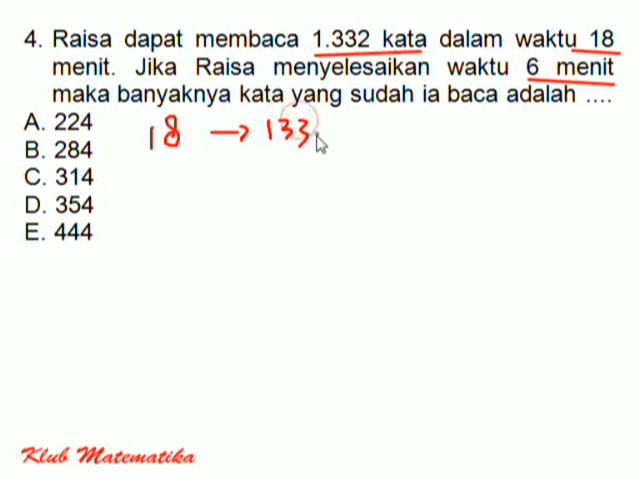 4. Raisa dapat membaca 1.332 kata dalam waktu 18
menit. Jika Raisa menyelesaikan waktu 6 menit
maka banyaknya kata yang sudah ia baca adalah ....
A. 224
B. 284
C. 314
D. 354
E. 444
18 → 133
Klub Matematika